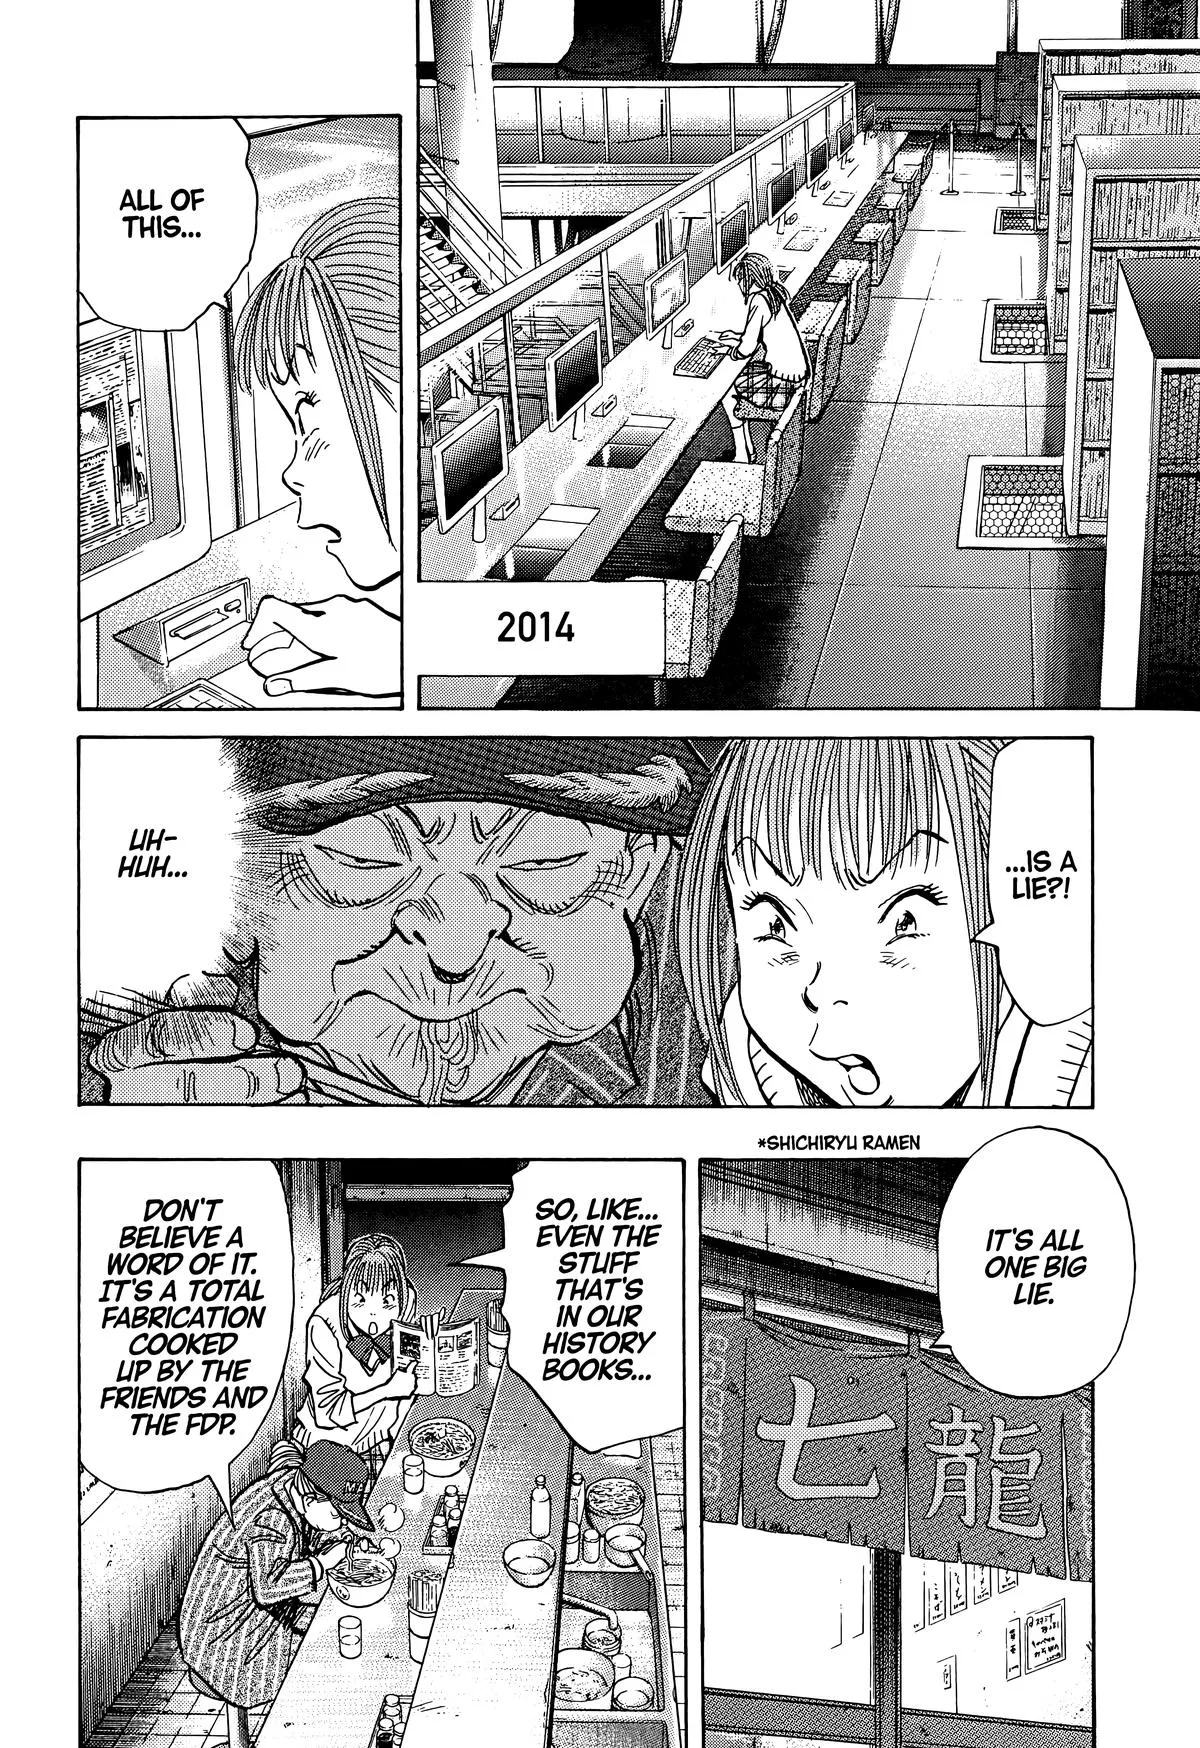 2014
ALL OF
THIS...
...IS A
LIE?!
UH-
HUH...
*SHICHIRYU RAMEN
IT'S ALL
ONE BIG
LIE.
七龍
SO, LIKE...
EVEN THE
STUFF
THAT'S
IN OUR
HISTORY
BOOKS...
DON'T
BELIEVE A
WORD OF IT.
IT'S A TOTAL
FABRICATION
COOKED
UP BY THE
FRIENDS AND
THE FDP.